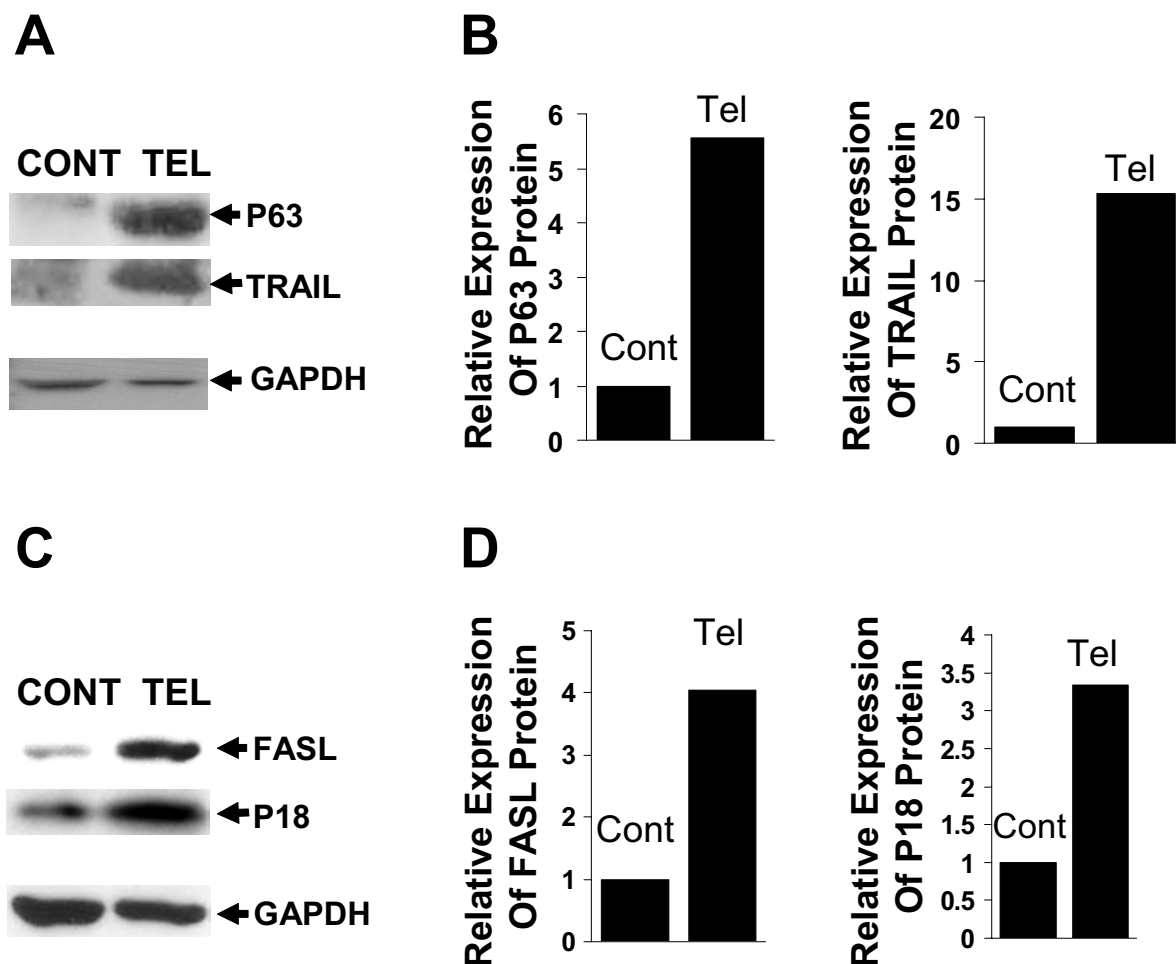 A
CONT TEL
P63
TRAIL
GAPDH
B
Relative Expression
Of P63 Protein
6
5
4
3
2
1
0
Cont
Tel
Relative Expression
Of TRAIL Protein
20
15
10
5
0
Cont
Tel
C
CONT TEL
FASL
P18
GAPDH
D
Relative Expression
Of FASL Protein
5
4
3
2
1
0
Cont
Tel
Relative Expression
Of P18 Protein
4
3.5
3
2.5
2
1.5
1
0.5
0
Cont
Tel